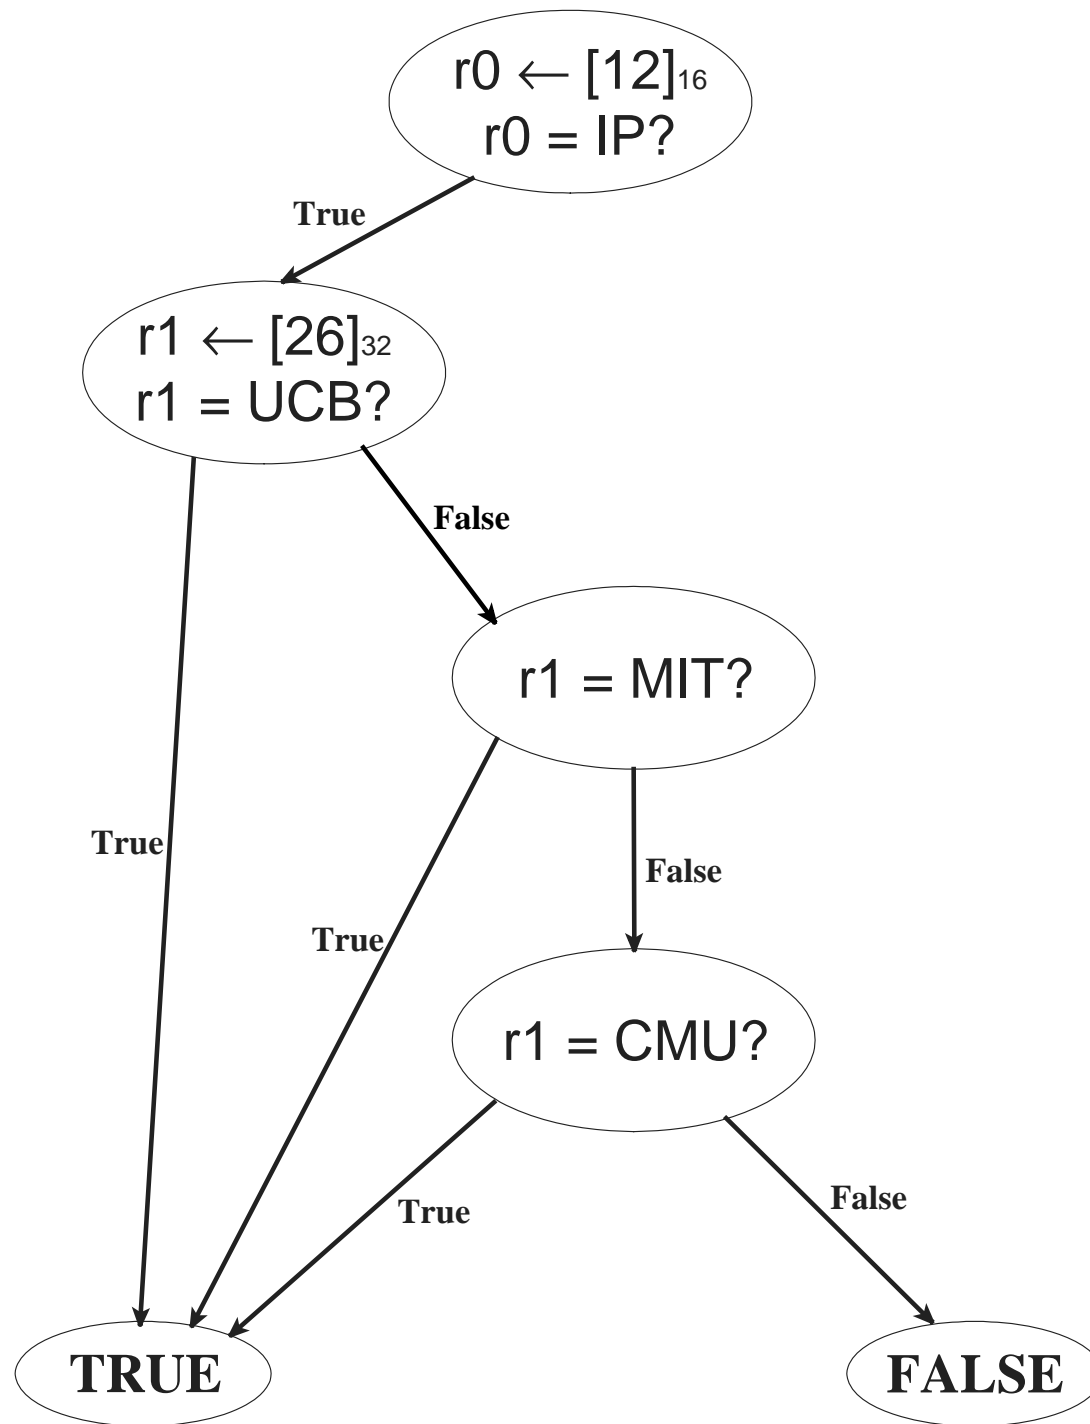 r0 ← [12]16
r0 = IP?
True
r1 ← [26]32
r1 = UCB?
False
r1 = MIT?
True
False
True
r1 = CMU?
True
False
TRUE
FALSE